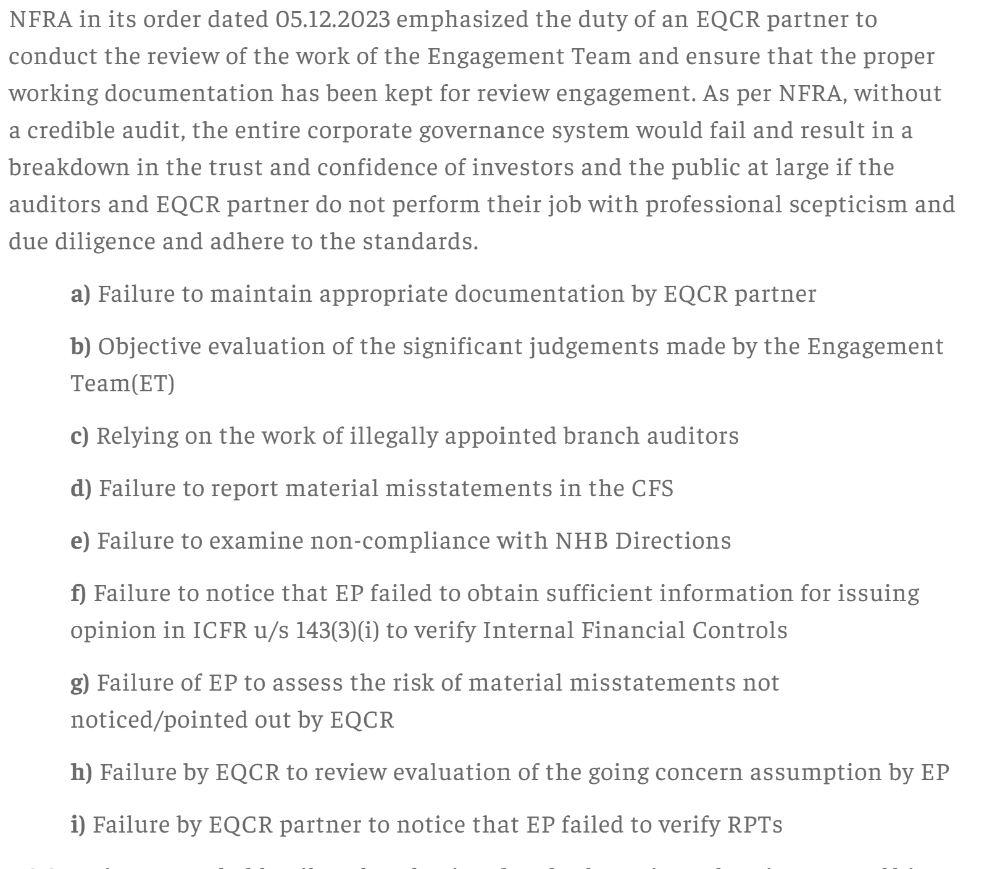 NFRA in its order dated 05.12.2023 emphasized the duty of an EQCR partner to
conduct the review of the work of the Engagement Team and ensure that the proper
working documentation has been kept for review engagement. As per NFRA, without
a credible audit, the entire corporate governance system would fail and result in a
breakdown in the trust and confidence of investors and the public at large if the
auditors and EQCR partner do not perform their job with professional scepticism and
due diligence and adhere to the standards.
a) Failure to maintain appropriate documentation by EQCR partner
b) Objective evaluation of the significant judgements made by the Engagement
Team(ET)
c) Relying on the work of illegally appointed branch auditors
d) Failure to report material misstatements in the CFS
e) Failure to examine non-compliance with NHB Directions
f) Failure to notice that EP failed to obtain sufficient information for issuing
opinion in ICFR u/s 143(3)(i) to verify Internal Financial Controls
g) Failure of EP to assess the risk of material misstatements not
noticed/pointed out by EQCR
h) Failure by EQCR to review evaluation of the going concern assumption by EP
i) Failure by EQCR partner to notice that EP failed to verify RPTs